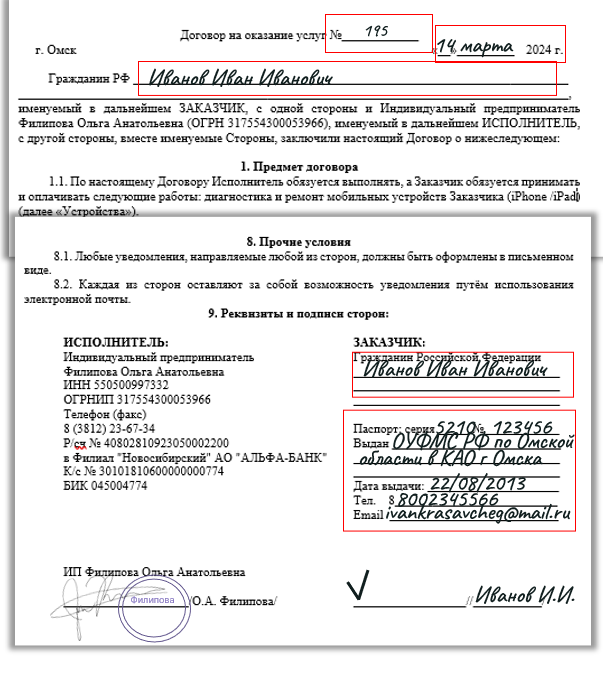 Договор на оказание услуг № 195
г. Омск «14» марта 2024 г.
Гражданин РФ Иванов Иван Иванович
именуемый в дальнейшем ЗАКАЗЧИК, с одной стороны и Индивидуальный предприниматель
Филипова Ольга Анатольевна (ОГРН 317554300053966), именуемый в дальнейшем ИСПОЛНИТЕЛЬ,
с другой стороны, вместе именуемые Стороны, заключили настоящий Договор о нижеследующем:
1. Предмет договора
1.1. По настоящему Договору Исполнитель обязуется выполнять, а Заказчик обязуется принимать
и оплачивать следующие работы: диагностика и ремонт мобильных устройств Заказчика (iPhone /iPad)
(далее «Устройства»).
8. Прочие условия
8.1. Любые уведомления, направляемые любой из сторон, должны быть оформлены в письменном
виде.
8.2. Каждая из сторон оставляют за собой возможность уведомления путём использования
электронной почты.
9. Реквизиты и подписи сторон:
ИСПОЛНИТЕЛЬ:
Индивидуальный предприниматель
Филипова Ольга Анатольевна
ИНН 550500997332
ОГРНИП 317554300053966
Телефон (факс)
8 (3812) 23-67-34
Р/сч № 40802810923050002200
в Филиал "Новосибирский" АО "АЛЬФА-БАНК"
К/с № 30101810600000000774
БИК 045004774
ИП Филипова Ольга Анатольевна
Филипова /О.А. Филипова/
ЗАКАЗЧИК:
Гражданин Российской Федерации
Иванов Иван Иванович
Паспорт: серия 5210 № 123456
Выдан ОУФМС РФ по Омской
области в КАО г Омска
Дата выдачи: 22/08/2013
Тел. 8 8002345566
Email ivankrasavcheg@mail.ru
// Иванов И.И. /